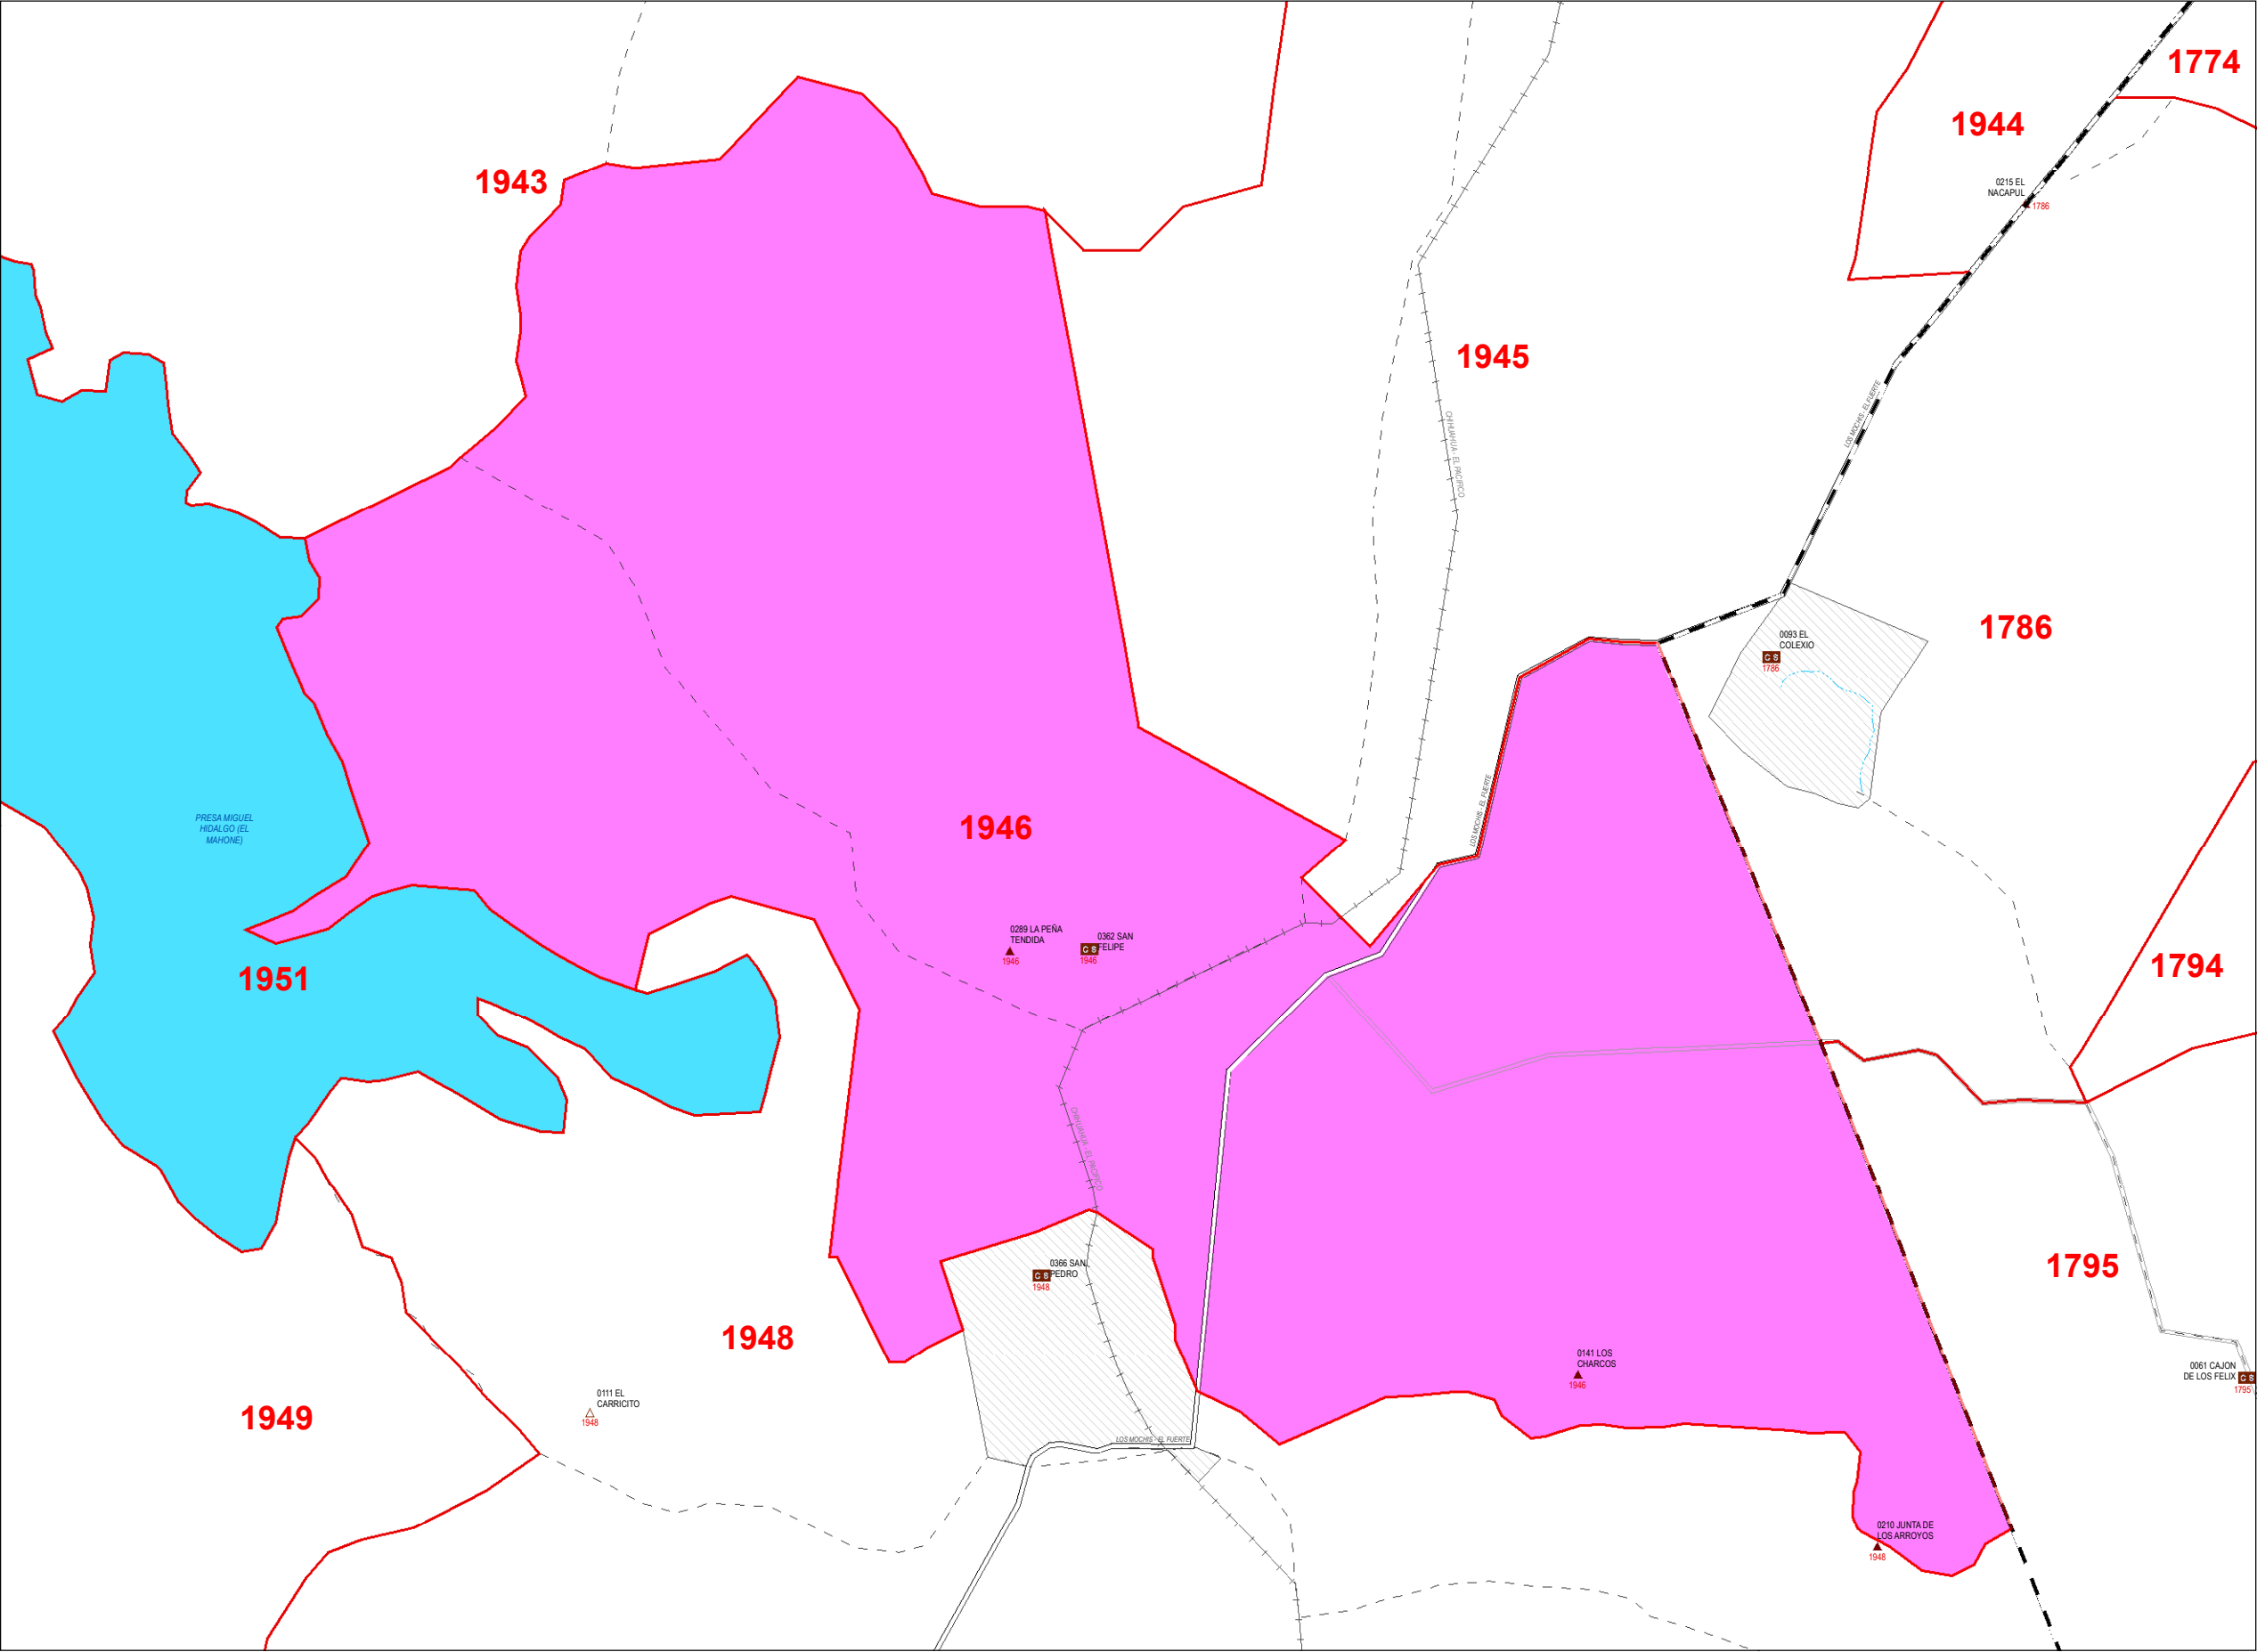 1774
1944
1943
0215 EL
NACAPUL
1786
1945
LOS MOCHIS - EL FUERTE
CHIHUAHUA - EL PACIFICO
1786
0093 EL
COLEXIO
C S
1786
LOS MOCHIS - EL FUERTE
PRESA MIGUEL
HIDALGO (EL
MAHONE)
1946
0289 LA PEÑA
TENDIDA
1946
0362 SAN
FELIPE
C S
1946
1951
1794
CHIHUAHUA - EL PACIFICO
0366 SAN
PEDRO
C S
1948
1795
1948
0141 LOS
CHARCOS
1946
0061 CAJON
DE LOS FELIX
C S
1795
0111 EL
CARRICITO
1948
1949
LOS MOCHIS - EL FUERTE
0210 JUNTA DE
LOS ARROYOS
1948